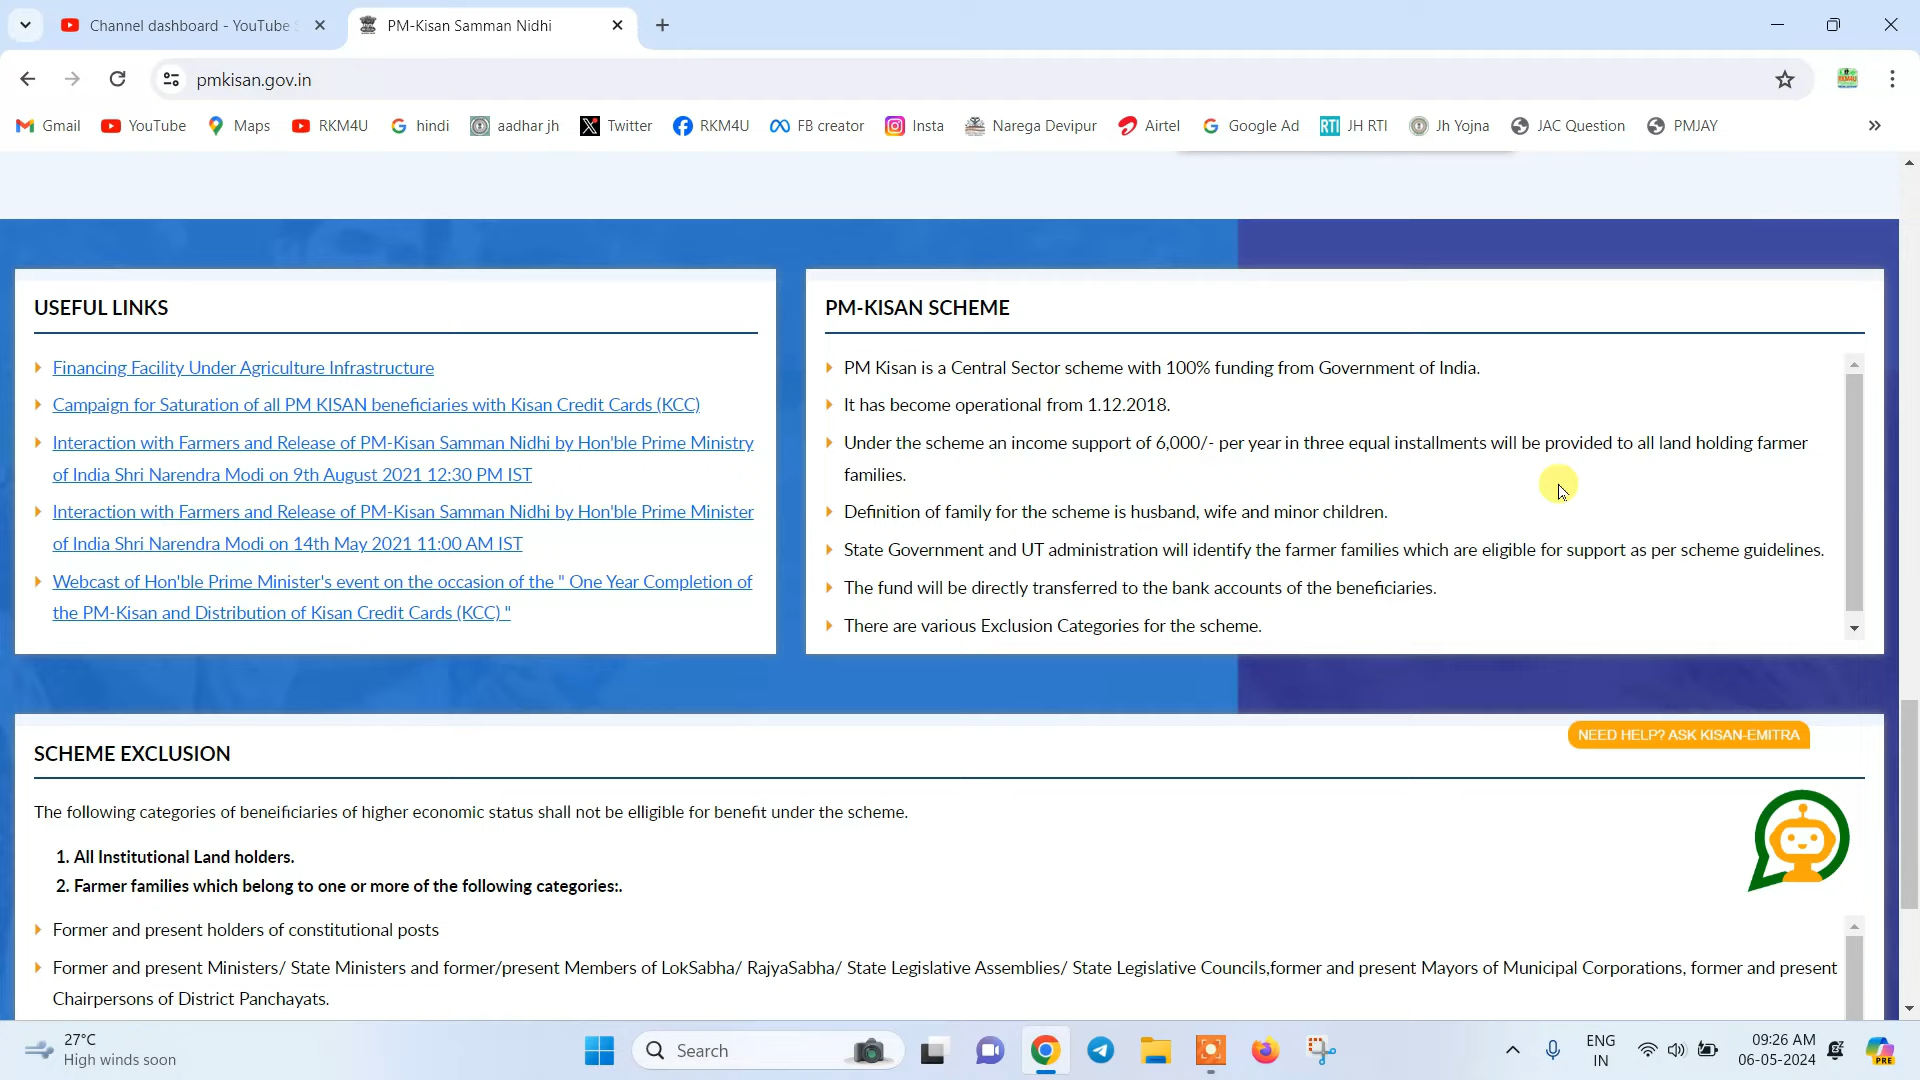 Channel dashboard - YouTube
PM-Kisan Samman Nidhi
pmkisan.gov.in
Gmail
YouTube
Maps
RKM4U
hindi
aadhar jh
Twitter
RKM4U
FB creator
Insta
Narega Devipur
Airtel
Google Ad
RTI
JH RTI
Jh Yojna
JAC Question
PMJAY
USEFUL LINKS
Financing Facility Under Agriculture Infrastructure
Campaign for Saturation of all PM KISAN beneficiaries with Kisan Credit Cards (KCC)
Interaction with Farmers and Release of PM-Kisan Samman Nidhi by Hon'ble Prime Ministry
of India Shri Narendra Modi on 9th August 2021 12:30 PM IST
Interaction with Farmers and Release of PM-Kisan Samman Nidhi by Hon'ble Prime Minister
of India Shri Narendra Modi on 14th May 2021 11:00 AM IST
Webcast of Hon'ble Prime Minister's event on the occasion of the " One Year Completion of
the PM-Kisan and Distribution of Kisan Credit Cards (KCC) "
PM-KISAN SCHEME
PM Kisan is a Central Sector scheme with 100% funding from Government of India.
It has become operational from 1.12.2018.
Under the scheme an income support of 6,000/- per year in three equal installments will be provided to all land holding farmer
families.
Definition of family for the scheme is husband, wife and minor children.
State Government and UT administration will identify the farmer families which are eligible for support as per scheme guidelines.
The fund will be directly transferred to the bank accounts of the beneficiaries.
There are various Exclusion Categories for the scheme.
NEED HELP? ASK KISAN-EMITRA
SCHEME EXCLUSION
The following categories of beneificiaries of higher economic status shall not be elligible for benefit under the scheme.
1. All Institutional Land holders.
2. Farmer families which belong to one or more of the following categories:.
Former and present holders of constitutional posts
Former and present Ministers/ State Ministers and former/present Members of LokSabha/ RajyaSabha/ State Legislative Assemblies/ State Legislative Councils,former and present Mayors of Municipal Corporations, former and present
Chairpersons of District Panchayats.
27°C
High winds soon
Search
ENG
IN
09:26 AM
06-05-2024
PRE